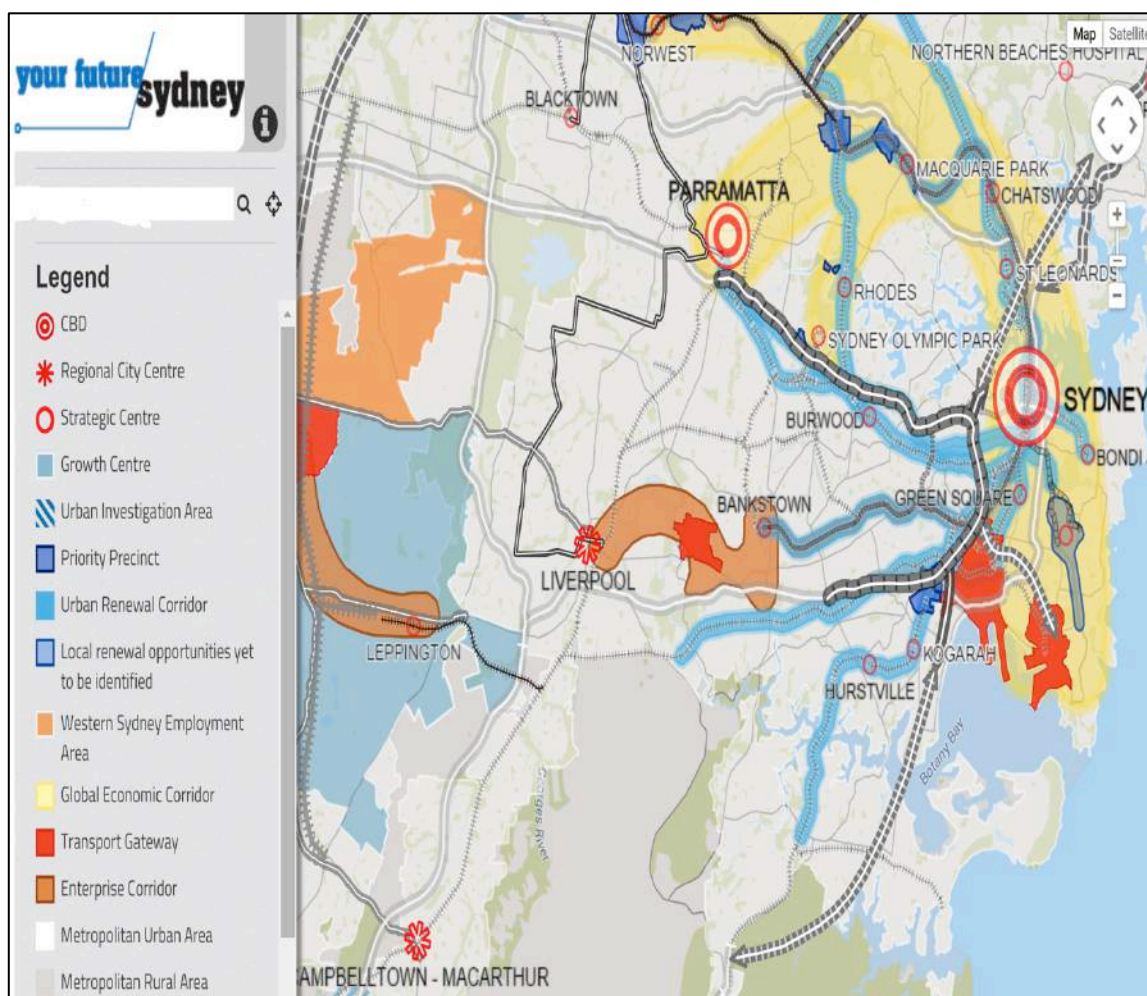 your future
sydney
i
Legend
CBD
Regional City Centre
Strategic Centre
Growth Centre
Urban Investigation Area
Priority Precinct
Urban Renewal Corridor
Local renewal opportunities yet
to be identified
Western Sydney Employment
Area
Global Economic Corridor
Transport Gateway
Enterprise Corridor
Metropolitan Urban Area
Metropolitan Rural Area
Map Satellite
NORWEST
NORTHERN BEACHES HOSPITAL
BLACKTOWN
MACQUARIE PARK
PARRAMATTA
CHATSWOOD
ST LEONARDS
RHODES
SYDNEY OLYMPIC PARK
SYDNEY
BURWOOD
BONDI
GREEN SQUARE
BANKSTOWN
LIVERPOOL
LEPPINGTON
KOGARAH
HURSTVILLE
Botany Bay
Georges River
CAMPBELLTOWN - MACARTHUR